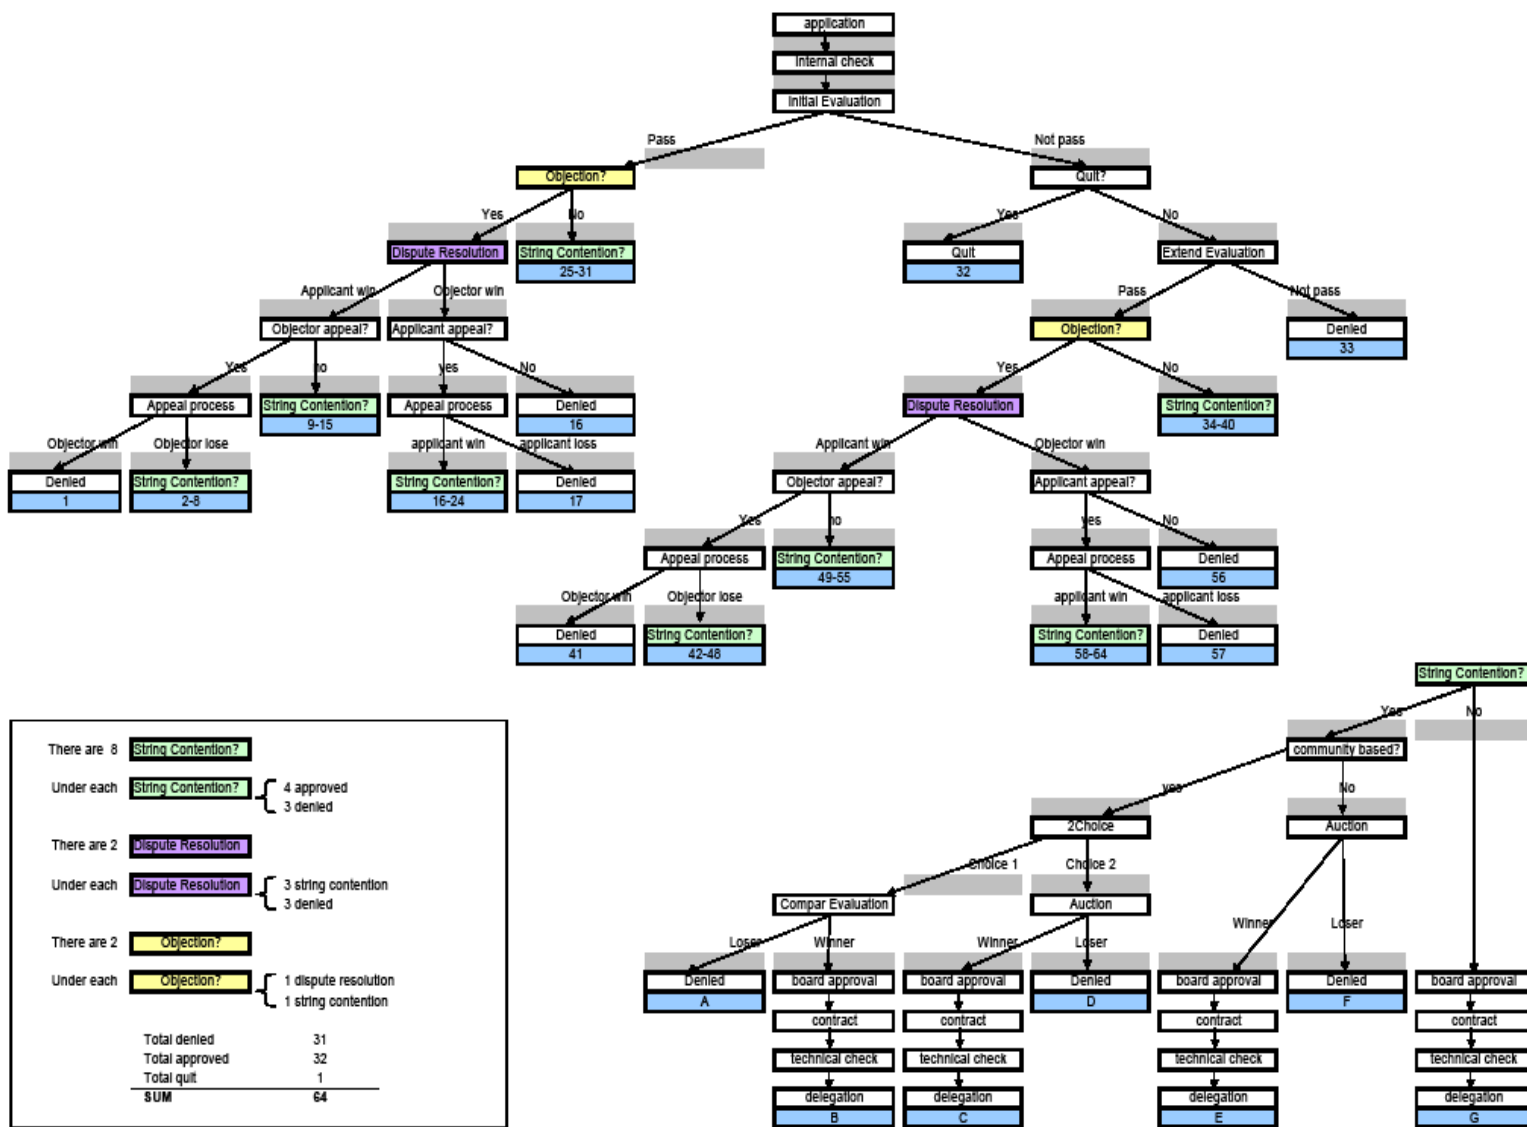 application
Internal check
Initial Evaluation
Pass
Not pass
Objection?
Quit?
Yes
No
Yes
No
Dispute Resolution
String Contention?
25-31
Quit
32
Extend Evaluation
Applicant win
Objector win
Pass
Not pass
Objector appeal?
Applicant appeal?
Objection?
Denied
33
Yes
no
yes
No
Yes
No
Appeal process
String Contention?
9-15
Appeal process
Denied
16
Dispute Resolution
String Contention?
34-40
Objector win
Objector lose
applicant win
applicant loss
Applicant win
Objector win
Denied
1
String Contention?
2-8
String Contention?
16-24
Denied
17
Objector appeal?
Applicant appeal?
Yes
no
yes
No
Appeal process
String Contention?
49-55
Appeal process
Denied
56
Objector win
Objector lose
applicant win
applicant loss
Denied
41
String Contention?
42-48
String Contention?
58-64
Denied
57
String Contention?
Yes
No
community based?
yes
No
2Choice
Auction
Choice 1
Choice 2
Compar Evaluation
Auction
Loser
Winner
Winner
Loser
Winner
Loser
Denied
A
board approval
board approval
Denied
D
board approval
Denied
F
board approval
contract
contract
contract
contract
technical check
technical check
technical check
technical check
delegation
B
delegation
C
delegation
E
delegation
G
There are 8 String Contention?
Under each String Contention? 4 approved
3 denied
There are 2 Dispute Resolution
Under each Dispute Resolution 3 string contention
3 denied
There are 2 Objection?
Under each Objection? 1 dispute resolution
1 string contention
Total denied 31
Total approved 32
Total quit 1
SUM 64